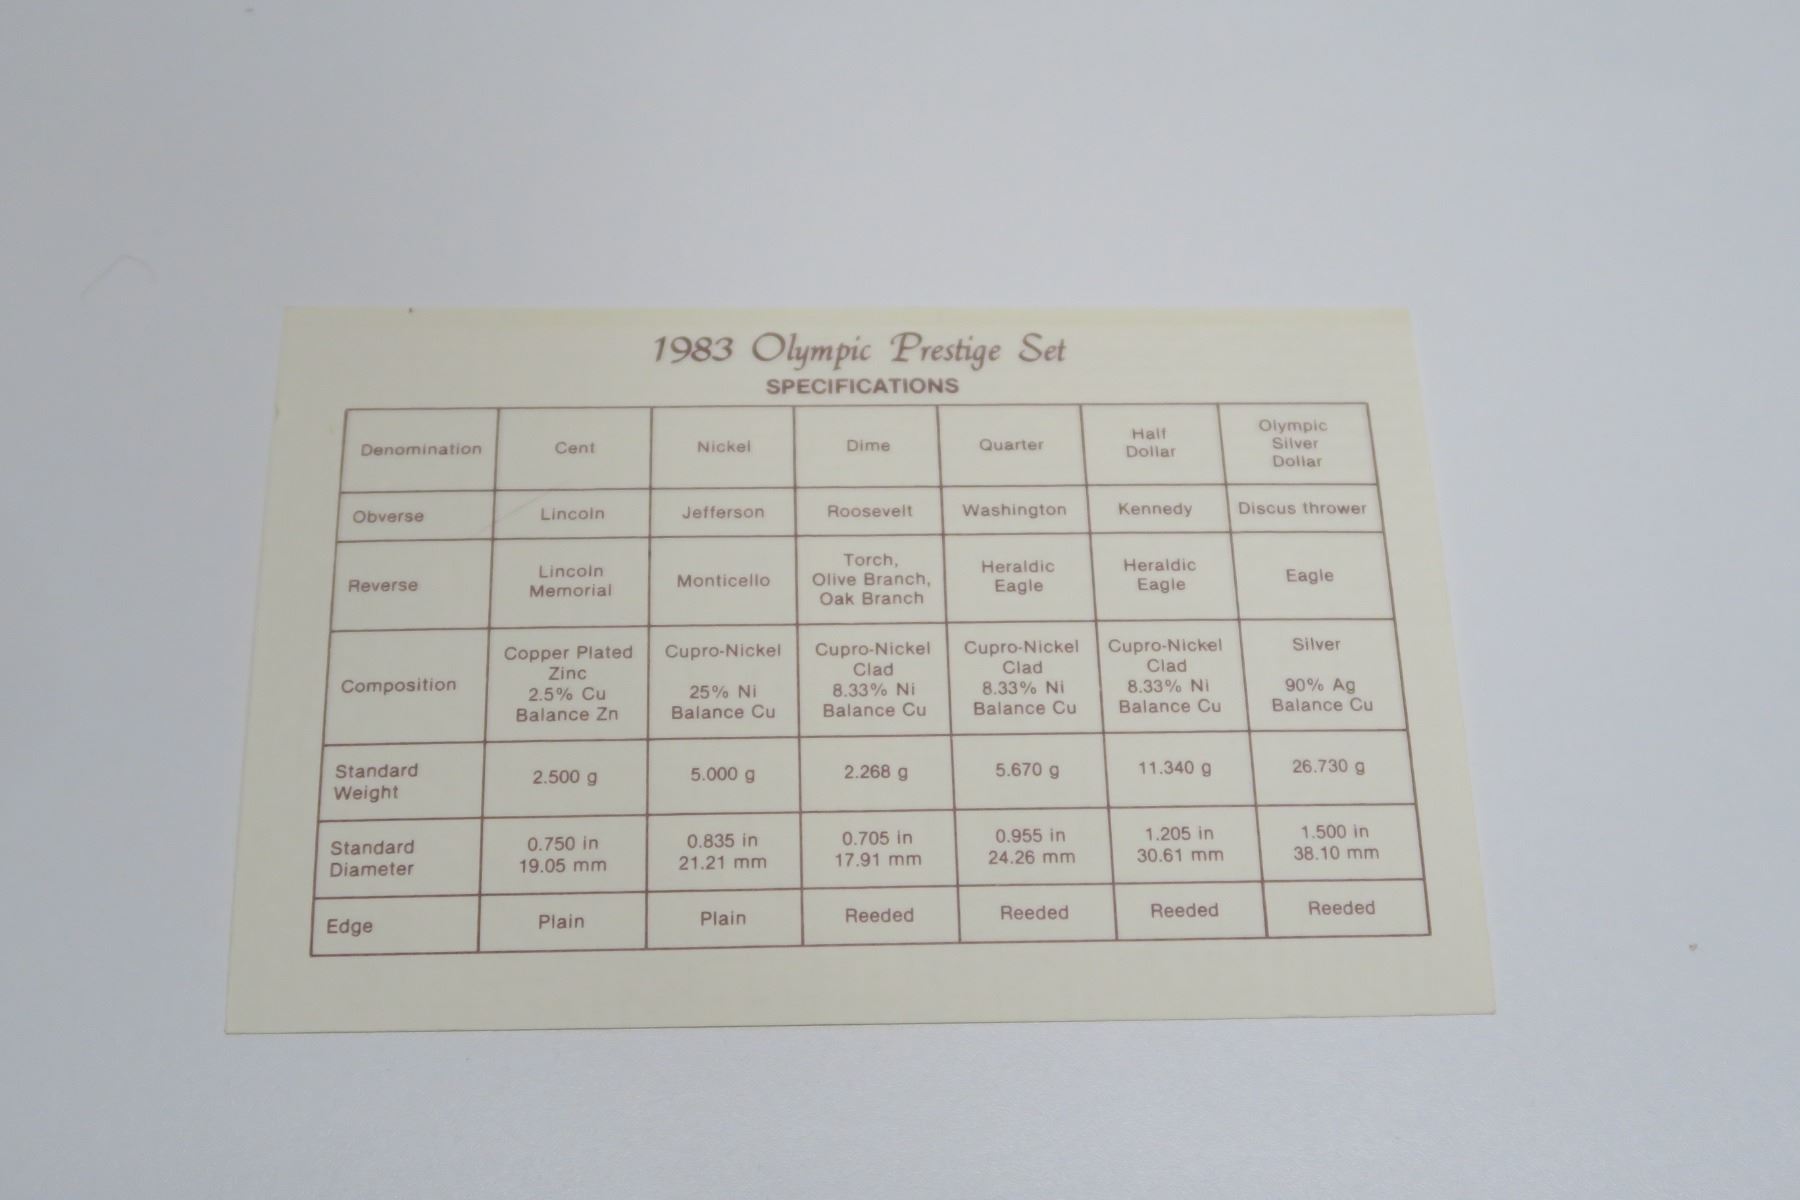 1983 Olympic Prestige Set
SPECIFICATIONS
Denomination Cent Nickel Dime Quarter Half Dollar Olympic Silver Dollar
Obverse Lincoln Jefferson Roosevelt Washington Kennedy Discus thrower
Reverse Lincoln Memorial Monticello Torch, Olive Branch, Oak Branch Heraldic Eagle Heraldic Eagle Eagle
Composition Copper Plated Zinc 2.5% Cu Balance Zn Cupro-Nickel 25% Ni Balance Cu Cupro-Nickel Clad 8.33% Ni Balance Cu Cupro-Nickel Clad 8.33% Ni Balance Cu Cupro-Nickel Clad 8.33% Ni Balance Cu Silver 90% Ag Balance Cu
Standard Weight 2.500 g 5.000 g 2.268 g 5.670 g 11.340 g 26.730 g
Standard Diameter 0.750 in 19.05 mm 0.835 in 21.21 mm 0.705 in 17.91 mm 0.955 in 24.26 mm 1.205 in 30.61 mm 1.500 in 38.10 mm
Edge Plain Plain Reeded Reeded Reeded Reeded